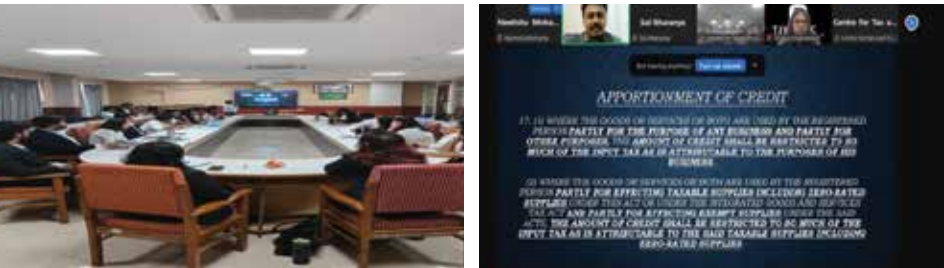 Sai Bharanya
Centre for Tax a...
APPORTIONMENT OF CREDIT
17. (1) WHERE THE GOODS OR SERVICES OR BOTH ARE USED BY THE REGISTERED
PERSON PARTLY FOR THE PURPOSE OF ANY BUSINESS AND PARTLY FOR
OTHER PURPOSES, THE AMOUNT OF CREDIT SHALL BE RESTRICTED TO SO
MUCH OF THE INPUT TAX AS IS ATTRIBUTABLE TO THE PURPOSES OF HIS
BUSINESS.
(2) WHERE THE GOODS OR SERVICES OR BOTH ARE USED BY THE REGISTERED
PERSON PARTLY FOR EFFECTING TAXABLE SUPPLIES INCLUDING ZERO-RATED
SUPPLIES UNDER THIS ACT OR UNDER THE INTEGRATED GOODS AND SERVICES
TAX ACT AND PARTLY FOR EFFECTING EXEMPT SUPPLIES UNDER THE SAID
ACTS, THE AMOUNT OF CREDIT SHALL BE RESTRICTED TO SO MUCH OF THE
INPUT TAX AS IS ATTRIBUTABLE TO THE SAID TAXABLE SUPPLIES INCLUDING
ZERO-RATED SUPPLIES